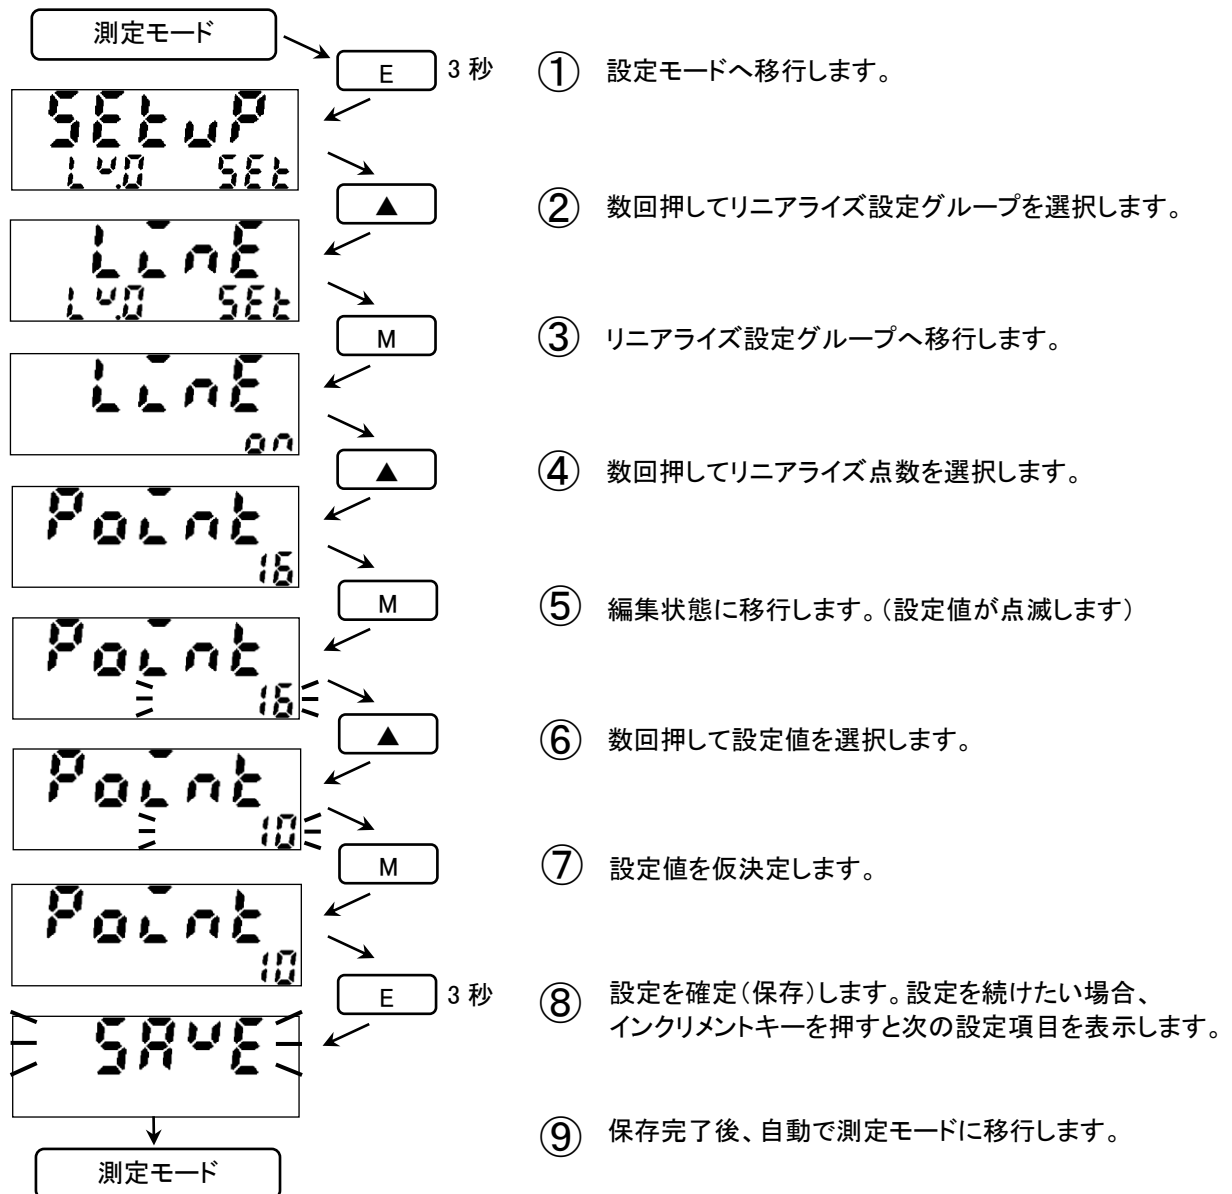 測定モード
E 3秒 ① 設定モードへ移行します。
SEtuP
Lv.0 SEt
▲ ② 数回押してリニアライズ設定グループを選択します。
LinE
Lv.0 SEt
M ③ リニアライズ設定グループへ移行します。
LinE
on
▲ ④ 数回押してリニアライズ点数を選択します。
Point
16
M ⑤ 編集状態に移行します。（設定値が点滅します）
Point
16
▲ ⑥ 数回押して設定値を選択します。
Point
10
M ⑦ 設定値を仮決定します。
Point
10
E 3秒 ⑧ 設定を確定（保存）します。設定を続けたい場合、
インクリメントキーを押すと次の設定項目を表示します。
SAvE
⑨ 保存完了後、自動で測定モードに移行します。
測定モード